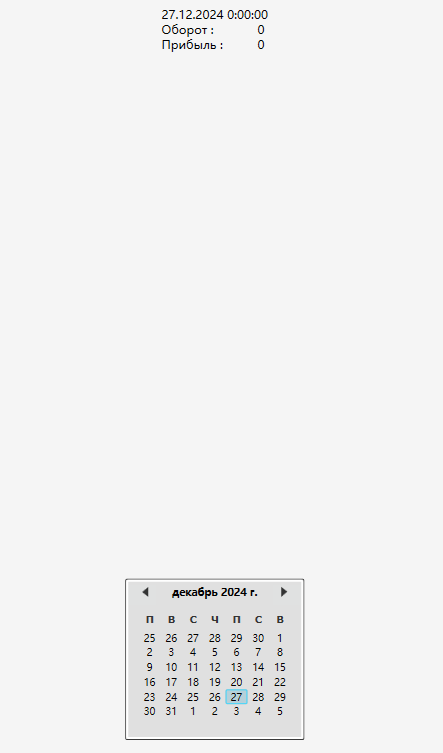 27.12.2024 0:00:00
Оборот : 0
Прибыль : 0
декабрь 2024 г.
П В С Ч П С В
25 26 27 28 29 30 1
2 3 4 5 6 7 8
9 10 11 12 13 14 15
16 17 18 19 20 21 22
23 24 25 26 27 28 29
30 31 1 2 3 4 5